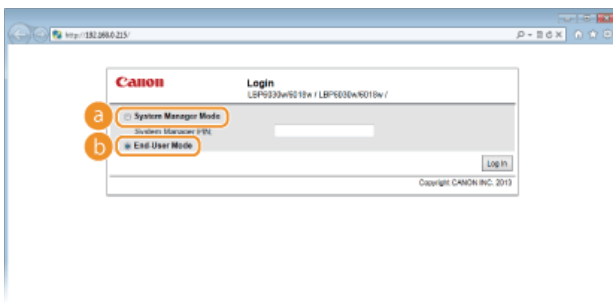 http://192.168.0.215/
Canon
Login
LBP6030w/6018w / LBP6030w/6018w /
a
System Manager Mode
System Manager PIN:
b
End-User Mode
Log In
Copyright CANON INC. 2013